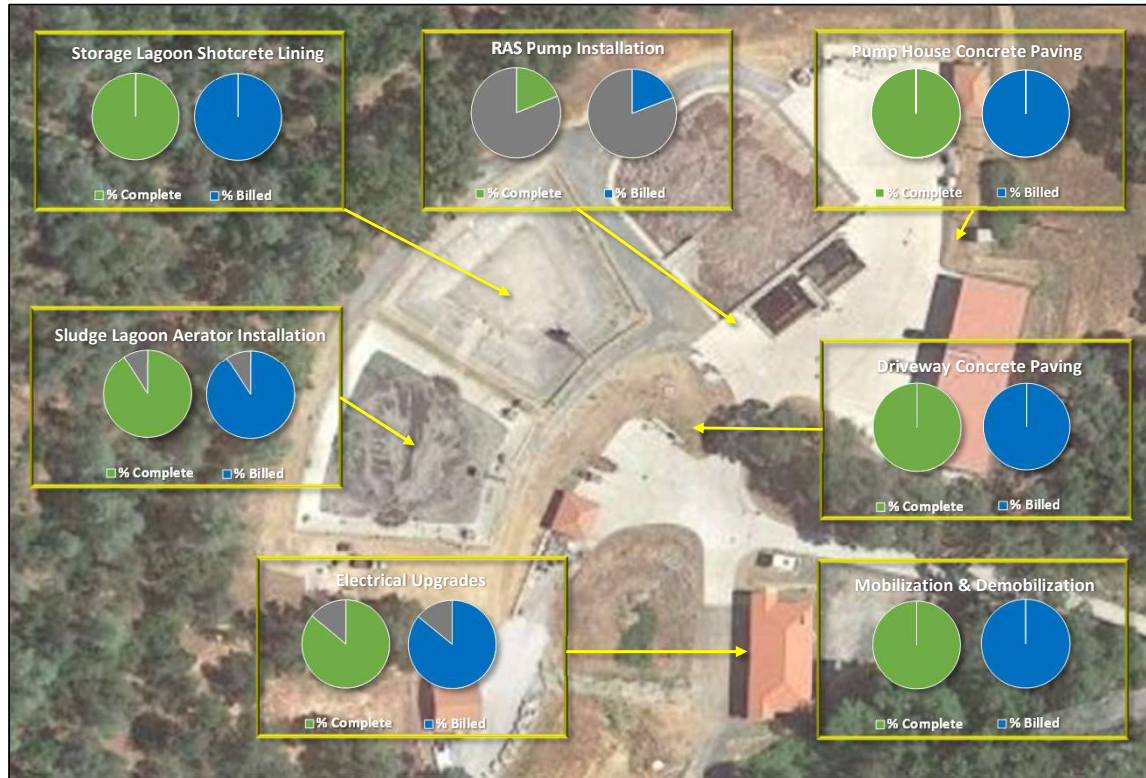 Storage Lagoon Shotcrete Lining
% Complete
% Billed
RAS Pump Installation
% Complete
% Billed
Pump House Concrete Paving
% Complete
% Billed
Sludge Lagoon Aerator Installation
% Complete
% Billed
Driveway Concrete Paving
% Complete
% Billed
Electrical Upgrades
% Complete
% Billed
Mobilization & Demobilization
% Complete
% Billed